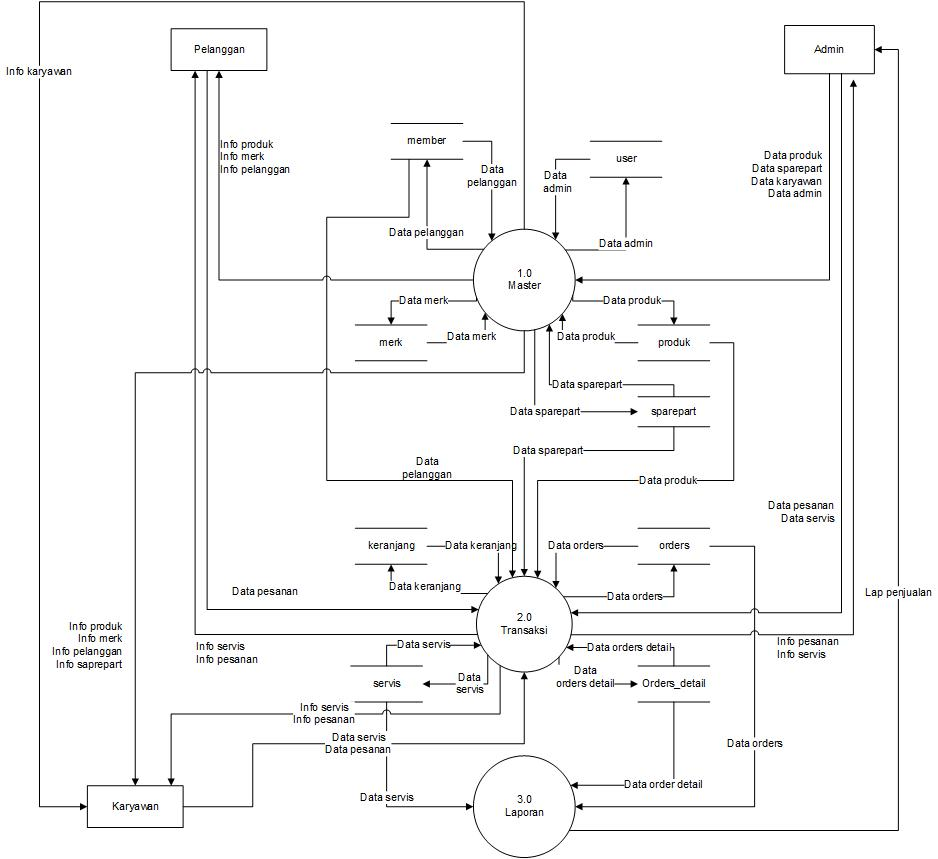 Pelanggan
Admin
Info karyawan
Info produk
Info merk
Info pelanggan
member
Data
pelanggan
user
Data
admin
Data produk
Data sparepart
Data karyawan
Data admin
Data pelanggan
Data admin
1.0
Master
Data merk
Data produk
merk
Data merk
Data produk
produk
Data sparepart
Data sparepart
sparepart
Data sparepart
Data
pelanggan
Data produk
Data pesanan
Data servis
keranjang
Data keranjang
Data orders
orders
Data keranjang
Data pesanan
Data orders
Lap penjualan
2.0
Transaksi
Info produk
Info merk
Info pelanggan
Info saprepart
Info servis
Info pesanan
Data servis
Data orders detail
Info pesanan
Info servis
servis
Data
servis
Data
orders detail
Orders_detail
Info servis
Info pesanan
Data servis
Data pesanan
Data orders
Data order detail
Data servis
Karyawan
3.0
Laporan